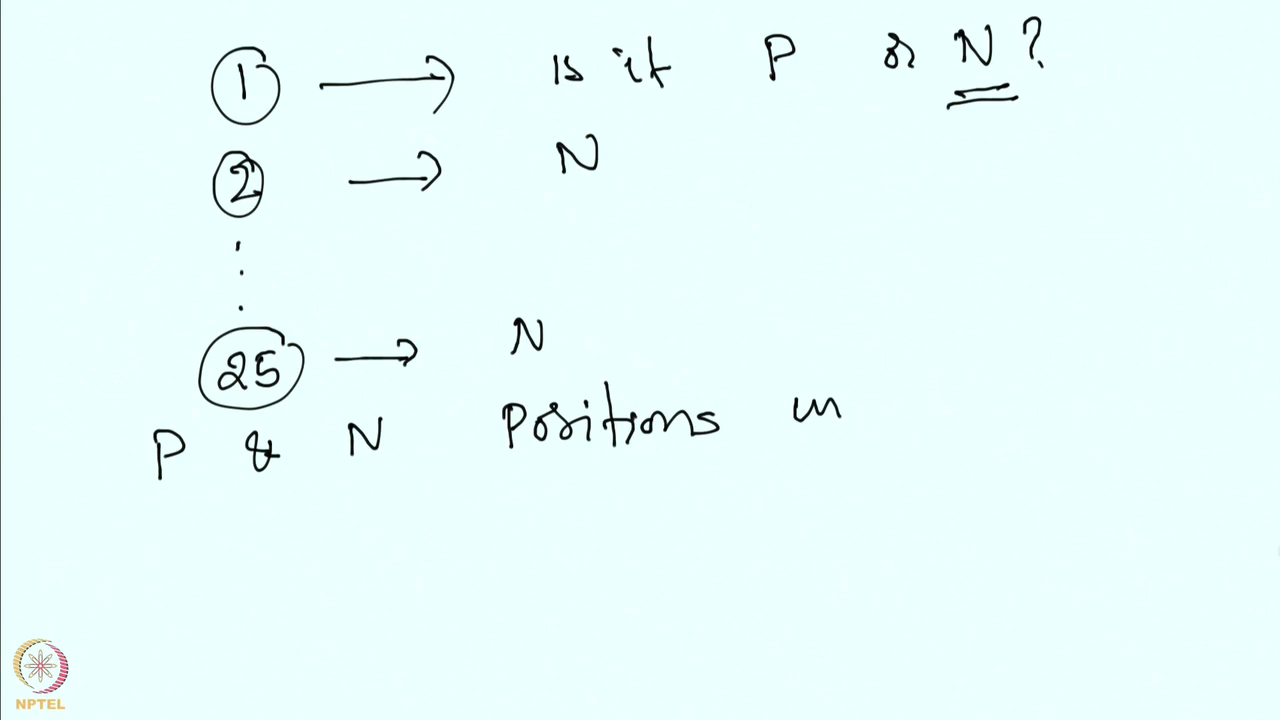 1 → Is it P or N?
2 → N
⋮
25 → N
P & N Positions in
NPTEL